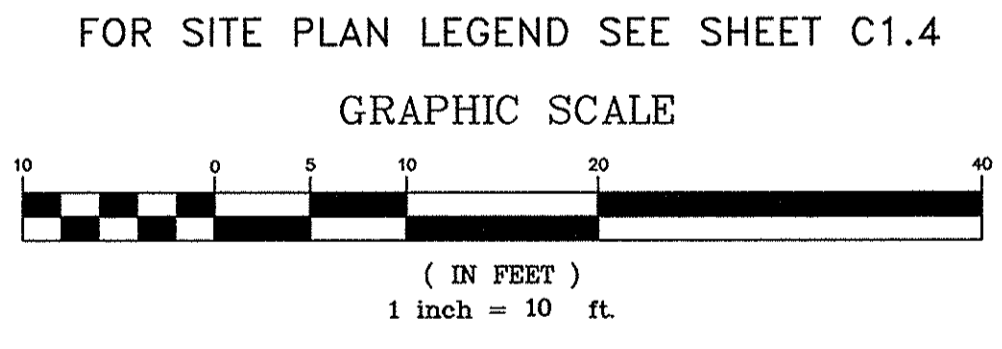 FOR SITE PLAN LEGEND SEE SHEET C1.4
GRAPHIC SCALE
10 0 5 10 20 40
( IN FEET )
1 inch = 10 ft.